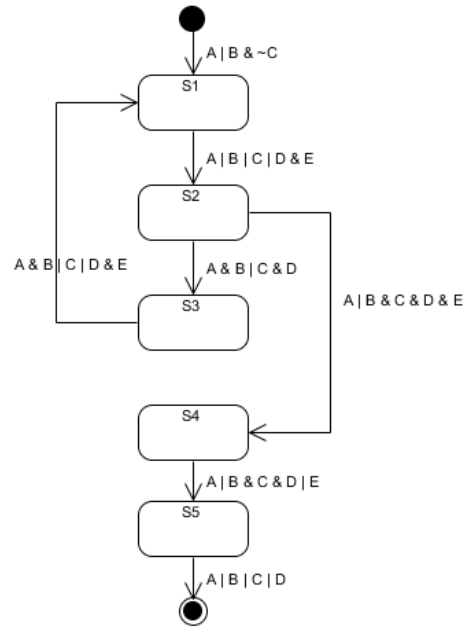 A | B & ~C
S1
A | B | C | D & E
S2
A & B | C | D & E
A & B | C & D
A | B & C & D & E
S3
S4
A | B & C & D | E
S5
A | B | C | D